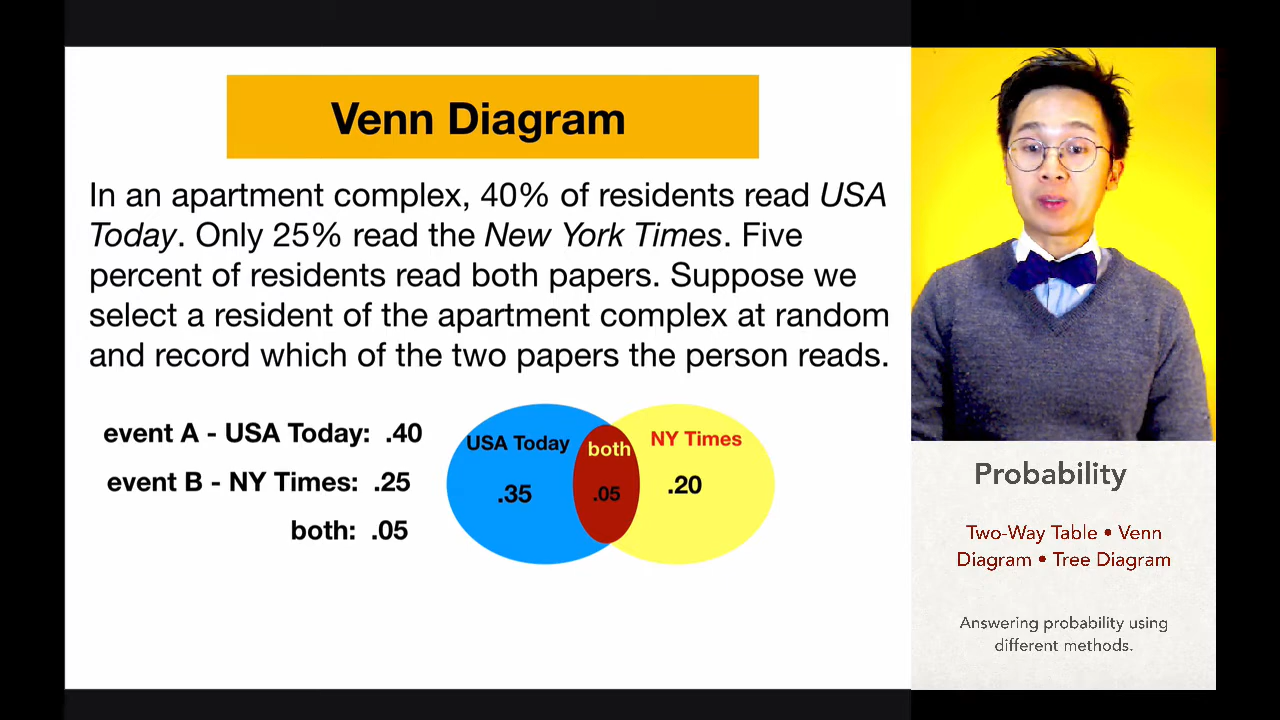 Venn Diagram
In an apartment complex, 40% of residents read USA
Today. Only 25% read the New York Times. Five
percent of residents read both papers. Suppose we
select a resident of the apartment complex at random
and record which of the two papers the person reads.
event A - USA Today: .40
event B - NY Times: .25
both: .05
USA Today
.35
both
.05
NY Times
.20
Probability
Two-Way Table • Venn
Diagram • Tree Diagram
Answering probability using
different methods.